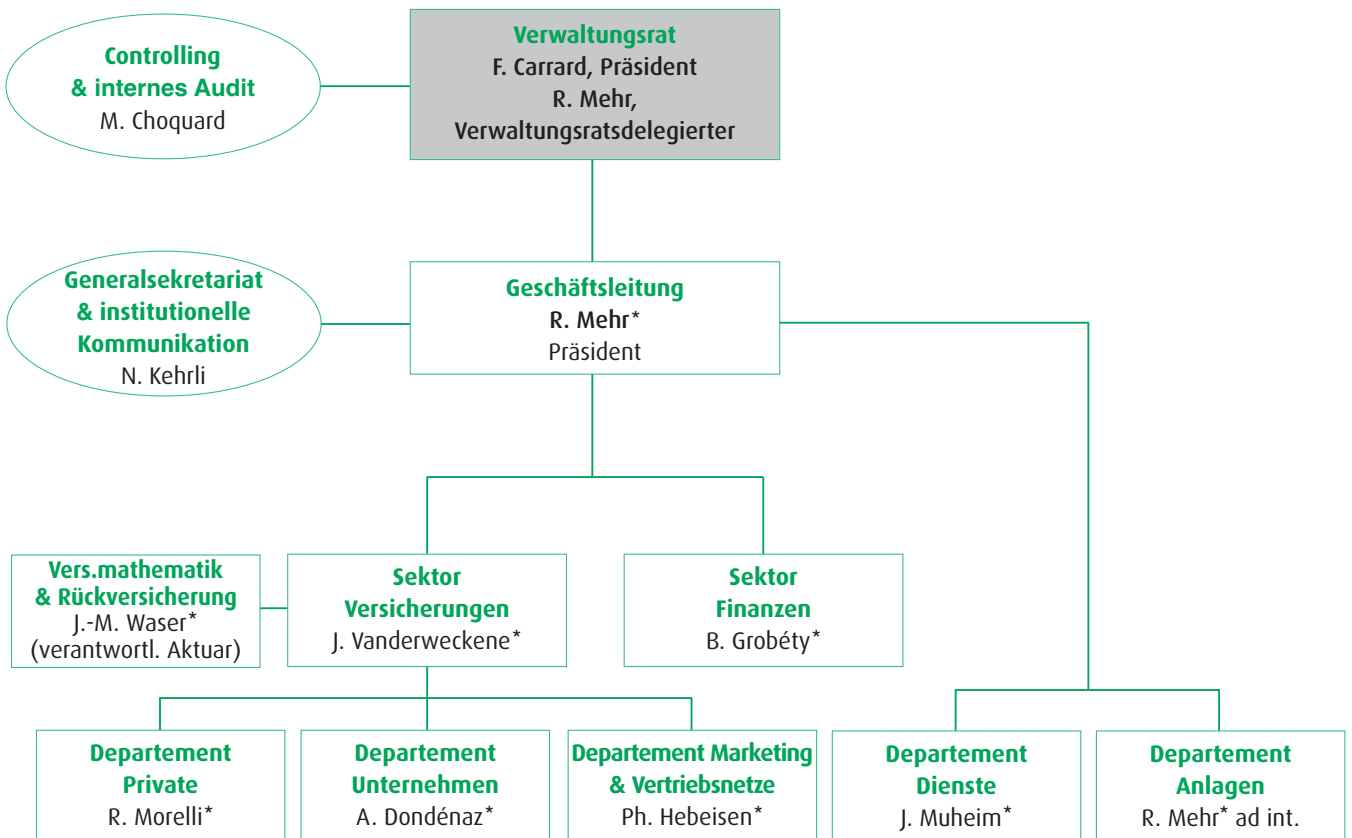 Controlling
& internes Audit
M. Choquard
Verwaltungsrat
F. Carrard, Präsident
R. Mehr,
Verwaltungsratsdelegierter
Generalsekretariat
& institutionelle
Kommunikation
N. Kehrli
Geschäftsleitung
R. Mehr*
Präsident
Vers.mathematik
& Rückversicherung
J.-M. Waser*
(verantwortl. Aktuar)
Sektor
Versicherungen
J. Vanderweckene*
Sektor
Finanzen
B. Grobéty*
Departement
Private
R. Morelli*
Departement
Unternehmen
A. Dondénaz*
Departement Marketing
& Vertriebsnetze
Ph. Hebeisen*
Departement
Dienste
J. Muheim*
Departement
Anlagen
R. Mehr* ad int.